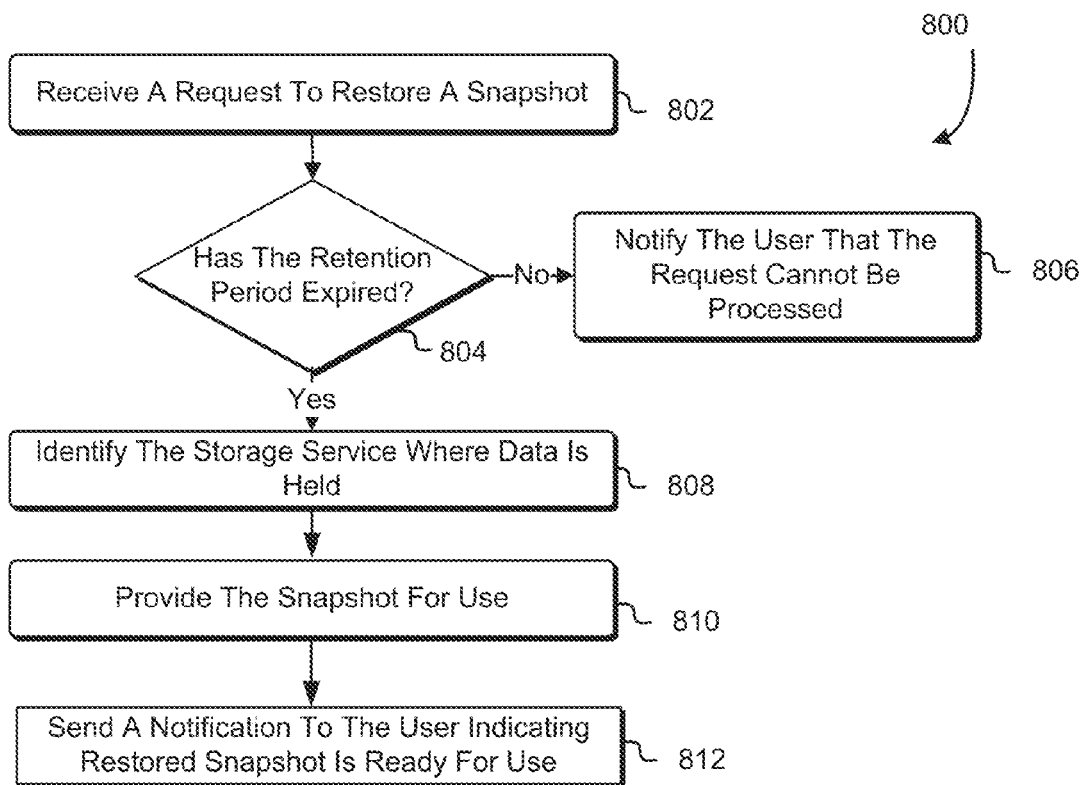 800
Receive A Request To Restore A Snapshot
802
Has The Retention
Period Expired?
804
No
Notify The User That The
Request Cannot Be
Processed
806
Yes
Identify The Storage Service Where Data Is
Held
808
Provide The Snapshot For Use
810
Send A Notification To The User Indicating
Restored Snapshot Is Ready For Use
812